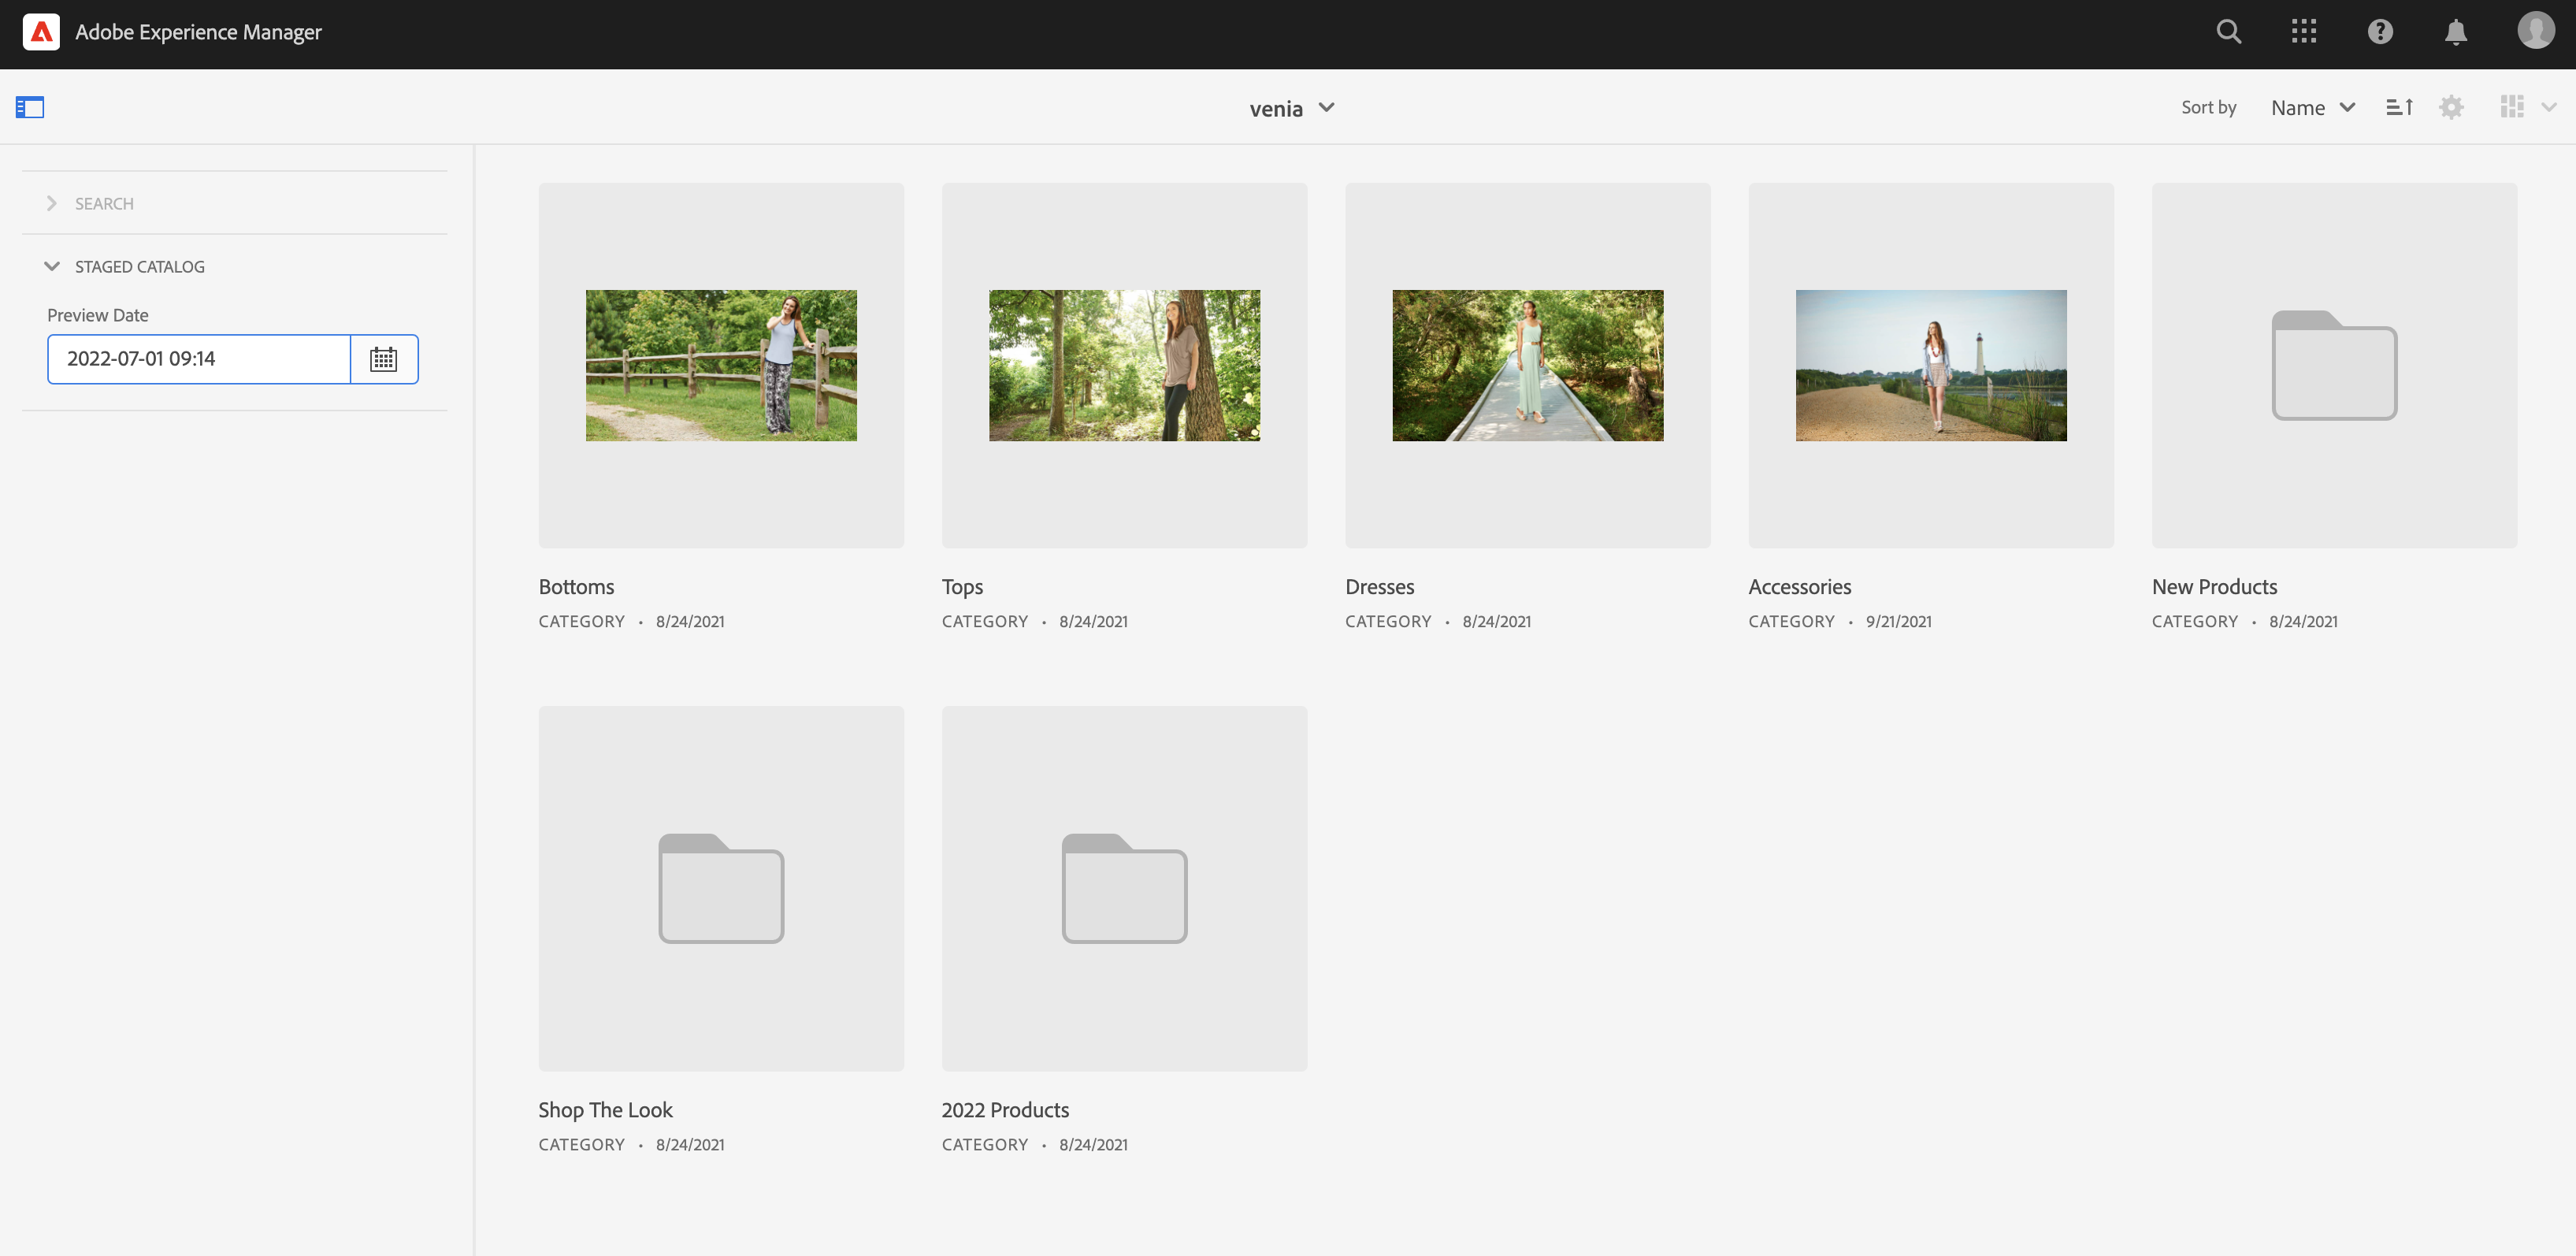 Adobe Experience Manager
venia
Sort by Name
SEARCH
STAGED CATALOG
Preview Date
2022-07-01 09:14
Bottoms
CATEGORY • 8/24/2021
Tops
CATEGORY • 8/24/2021
Dresses
CATEGORY • 8/24/2021
Accessories
CATEGORY • 9/21/2021
New Products
CATEGORY • 8/24/2021
Shop The Look
CATEGORY • 8/24/2021
2022 Products
CATEGORY • 8/24/2021